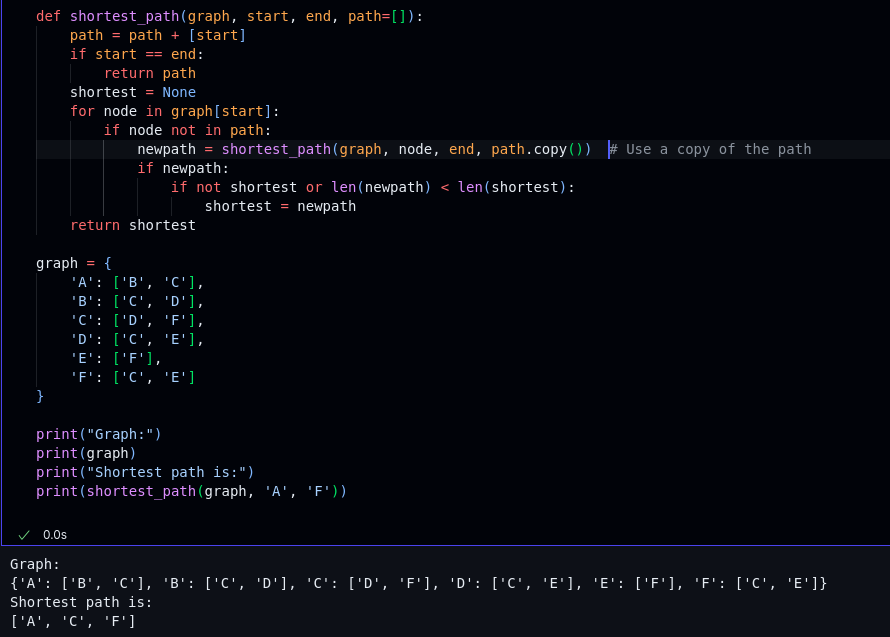 def shortest_path(graph, start, end, path=[]):
    path = path + [start]
    if start == end:
        return path
    shortest = None
    for node in graph[start]:
        if node not in path:
            newpath = shortest_path(graph, node, end, path.copy())  # Use a copy of the path
            if newpath:
                if not shortest or len(newpath) < len(shortest):
                    shortest = newpath
    return shortest

graph = {
    'A': ['B', 'C'],
    'B': ['C', 'D'],
    'C': ['D', 'F'],
    'D': ['C', 'E'],
    'E': ['F'],
    'F': ['C', 'E']
}

print("Graph:")
print(graph)
print("Shortest path is:")
print(shortest_path(graph, 'A', 'F'))
0.0s
Graph:
{'A': ['B', 'C'], 'B': ['C', 'D'], 'C': ['D', 'F'], 'D': ['C', 'E'], 'E': ['F'], 'F': ['C', 'E']}
Shortest path is:
['A', 'C', 'F']